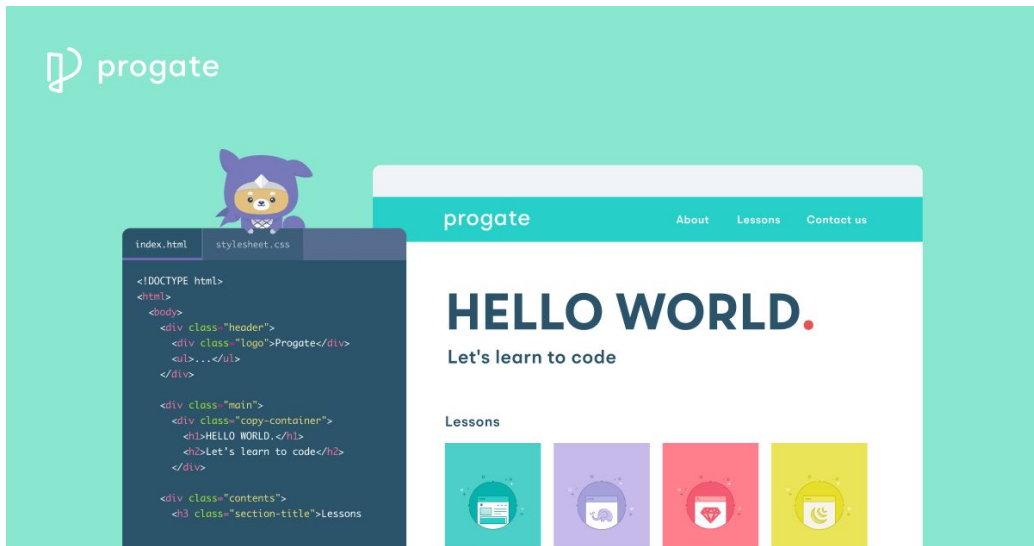 progate
index.html
stylesheet.css
<!DOCTYPE html>
<html>
<body>
<div class="header">
<div class="logo">Progate</div>
<ul>...</ul>
</div>
<div class="main">
<div class="copy-container">
<h1>HELLO WORLD.</h1>
<h2>Let's learn to code</h2>
</div>
<div class="contents">
<h3 class="section-title">Lessons
progate
About
Lessons
Contact us
HELLO WORLD.
Let's learn to code
Lessons